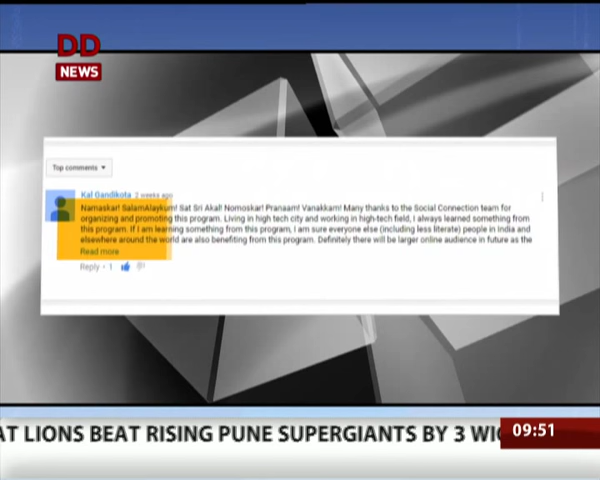 DD
NEWS
Top comments
Kal Gandikota 2 weeks ago
Namaskar! SalamAlaykum! Sat Sri Akal! Nomoskar! Pranaam! Vanakkam! Many thanks to the Social Connection team for
organizing and promoting this program. Living in high tech city and working in high-tech field, I always learned something from
this program. If I am learning something from this program, I am sure everyone else (including less literate) people in India and
elsewhere around the world are also benefiting from this program. Definitely there will be larger online audience in future as the
Read more
Reply • 1
AT LIONS BEAT RISING PUNE SUPERGIANTS BY 3 WIC
09:51